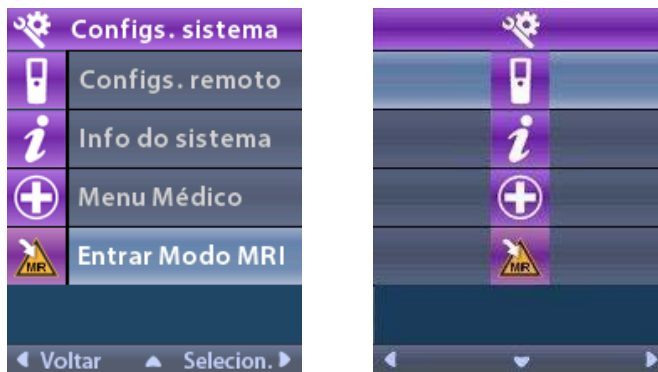 Configs. sistema
Configs. remoto
Info do sistema
Menu Médico
MR Entrar Modo MRI
Voltar Selecion.
MR